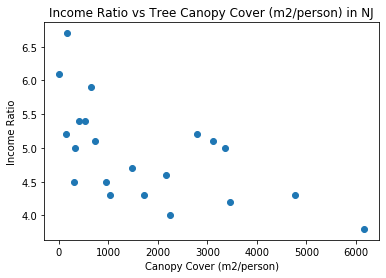 Income Ratio vs Tree Canopy Cover (m2/person) in NJ
6.5
6.0
5.5
5.0
4.5
4.0
Income Ratio
0 1000 2000 3000 4000 5000 6000
Canopy Cover (m2/person)